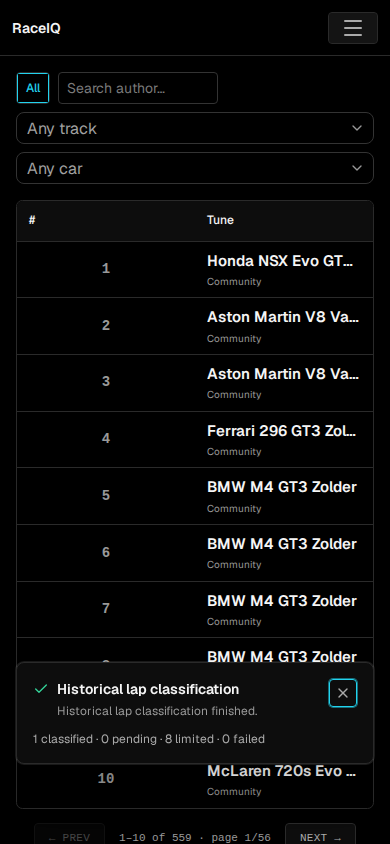 RaceIQ
All
Search author...
Any track
Any car
# Tune
1 Honda NSX Evo GT...
Community
2 Aston Martin V8 Va...
Community
3 Aston Martin V8 Va...
Community
4 Ferrari 296 GT3 Zol...
Community
5 BMW M4 GT3 Zolder
Community
6 BMW M4 GT3 Zolder
Community
7 BMW M4 GT3 Zolder
Community
BMW M4 GT3 Zolder
Historical lap classification
Historical lap classification finished.
1 classified · 0 pending · 8 limited · 0 failed
10 McLaren 720s Evo ...
Community
← PREV 1–10 of 559 · page 1/56 NEXT →